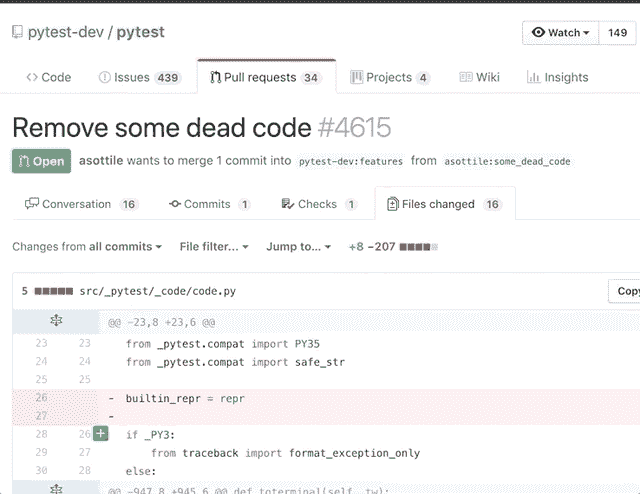 pytest-dev / pytest
Watch 149
Code Issues 439 Pull requests 34 Projects 4 Wiki Insights
Remove some dead code #4615
Open asottile wants to merge 1 commit into pytest-dev:features from asottile:some_dead_code
Conversation 16 Commits 1 Checks 1 Files changed 16
Changes from all commits File filter... Jump to... +8 −207
5 src/_pytest/_code/code.py Copy
@@ -23,8 +23,6 @@
23 23 from _pytest.compat import PY35
24 24 from _pytest.compat import safe_str
25 25
26 - builtin_repr = repr
27 -
28 26 + if _PY3:
29 27 from traceback import format_exception_only
30 28 else:
@@ -947,8 +945,6 @@ def toterminal(self, tw):